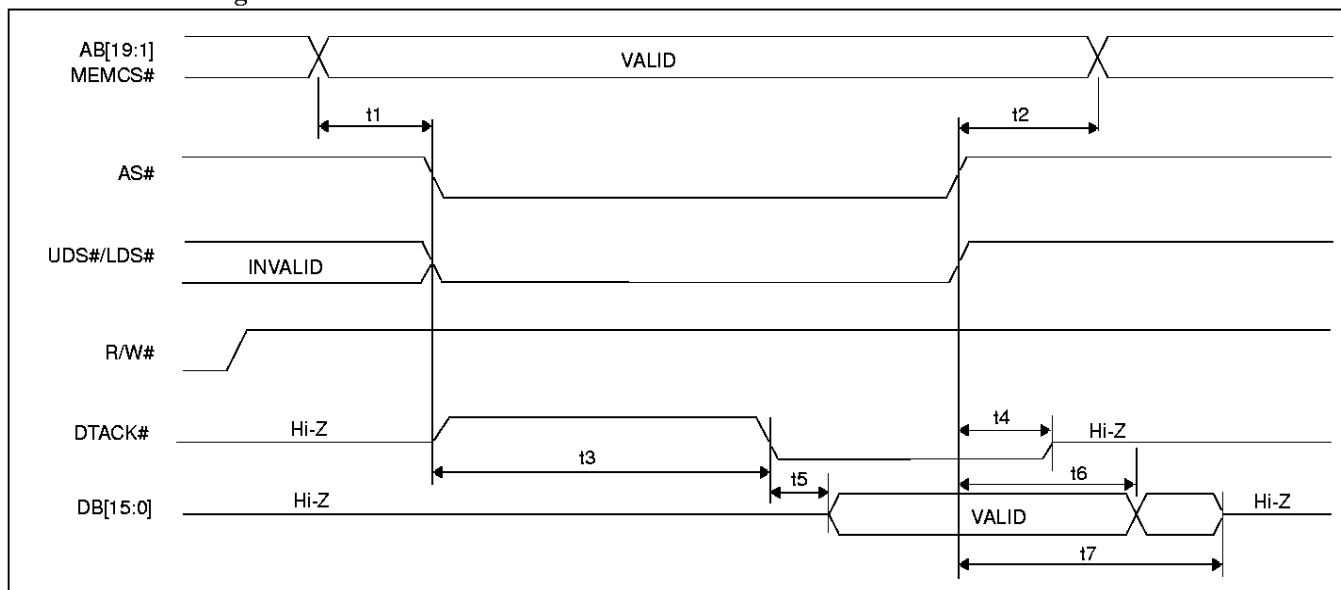 AB[19:1]
MEMCS#
VALID
t1
t2
AS#
UDS#/LDS#
INVALID
R/W#
DTACK#
Hi-Z
t4
Hi-Z
t3
t5
t6
DB[15:0]
Hi-Z
VALID
Hi-Z
t7